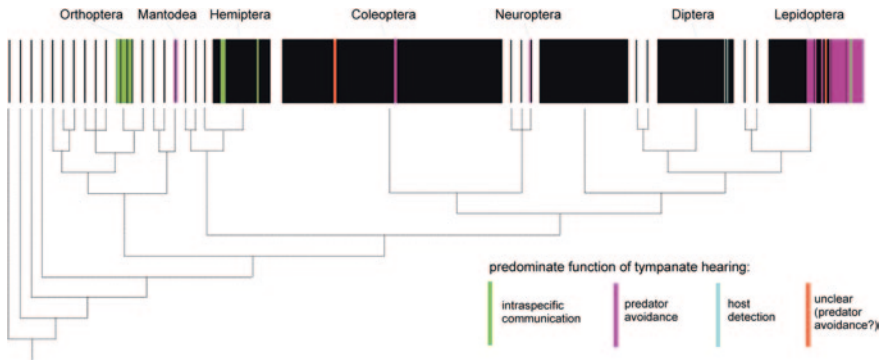 Orthoptera Mantodea Hemiptera Coleoptera Neuroptera Diptera Lepidoptera
predominate function of tympanate hearing:
intraspecific
communication
predator
avoidance
host
detection
unclear
(predator
avoidance?)